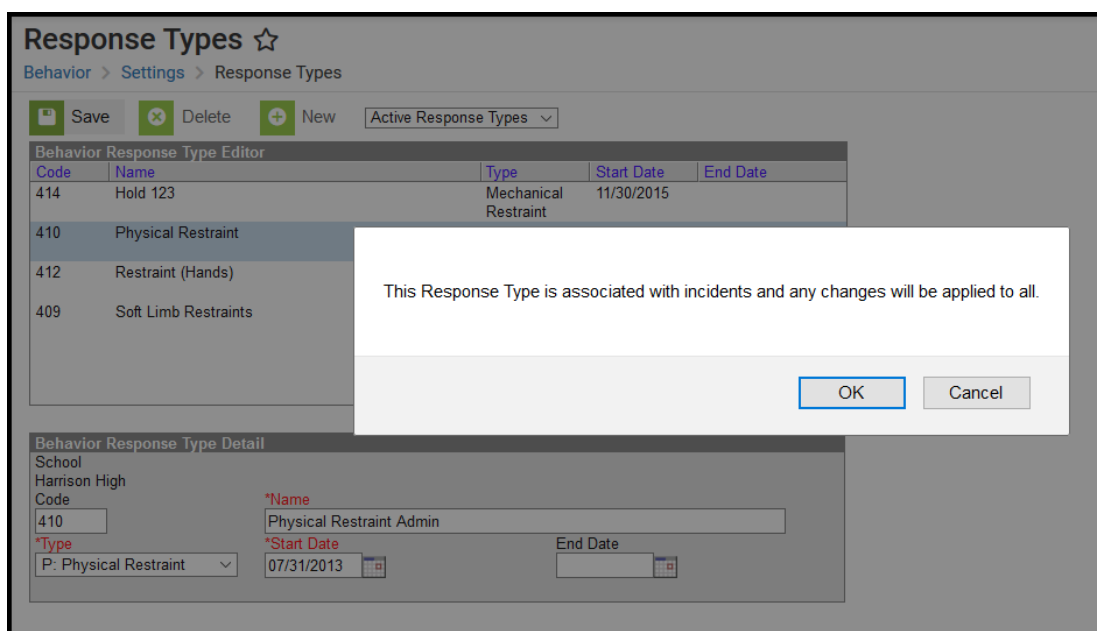 Response Types
Behavior > Settings > Response Types
Save Delete New Active Response Types
Behavior Response Type Editor
Code Name Type Start Date End Date
414 Hold 123 Mechanical 11/30/2015
Restraint
410 Physical Restraint
412 Restraint (Hands)
409 Soft Limb Restraints
This Response Type is associated with incidents and any changes will be applied to all.
OK Cancel
Behavior Response Type Detail
School
Harrison High
Code *Name
410 Physical Restraint Admin
*Type *Start Date End Date
P: Physical Restraint 07/31/2013